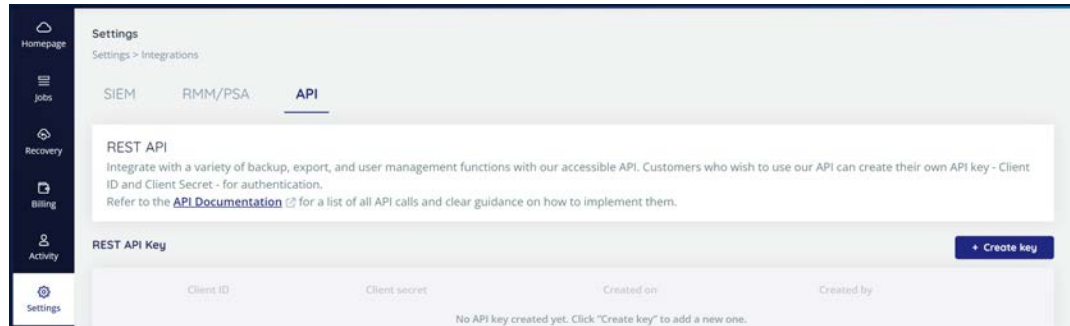 Homepage
Jobs
Recovery
Billing
Activity
Settings
Settings
Settings > Integrations
SIEM RMM/PSA API
REST API
Integrate with a variety of backup, export, and user management functions with our accessible API. Customers who wish to use our API can create their own API key - Client
ID and Client Secret - for authentication.
Refer to the API Documentation for a list of all API calls and clear guidance on how to implement them.
REST API Key
+ Create key
Client ID Client secret Created on Created by
No API key created yet. Click "Create key" to add a new one.